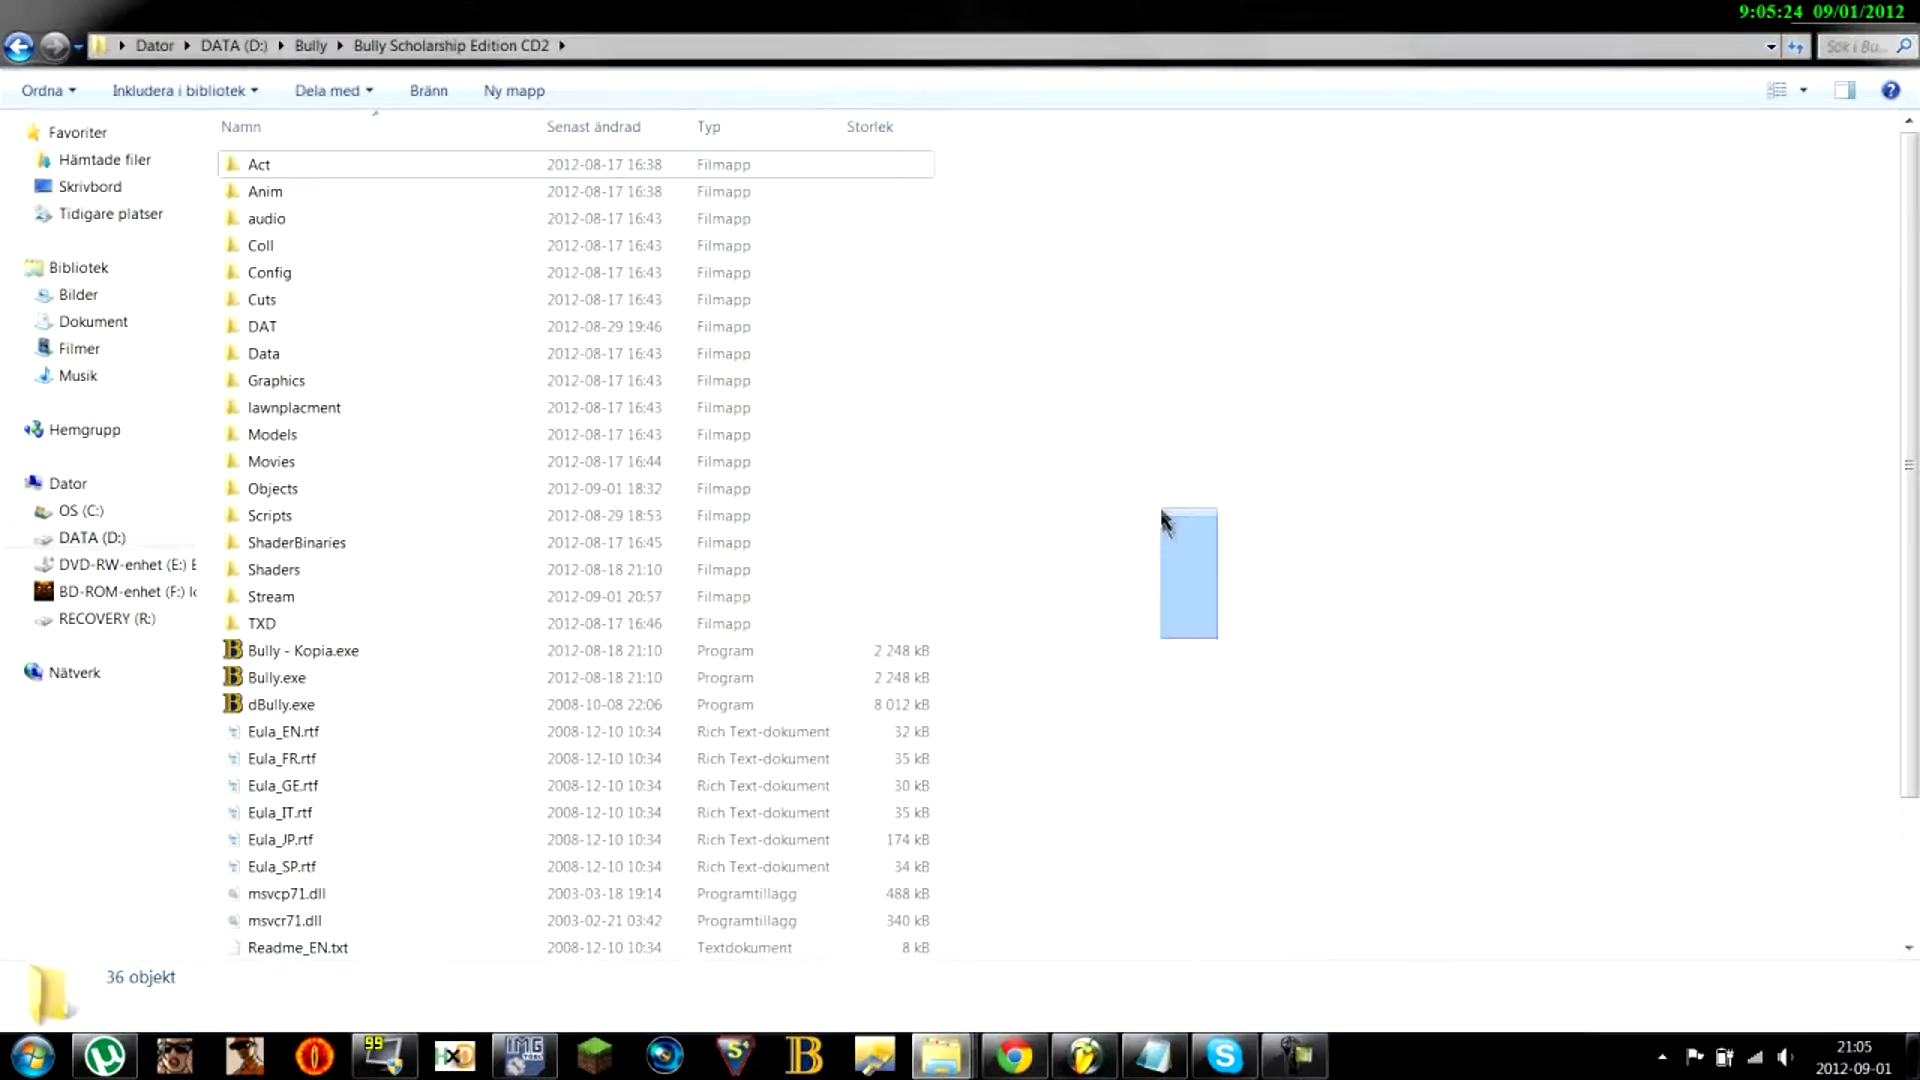 9:05:24 09/01/2012
Dator DATA (D:) Bully Bully Scholarship Edition CD2
Sök i Bu...
Ordna Inkludera i bibliotek Dela med Bränn Ny mapp
Namn Senast ändrad Typ Storlek
Favoriter
Hämtade filer
Skrivbord
Tidigare platser
Bibliotek
Bilder
Dokument
Filmer
Musik
Hemgrupp
Dator
OS (C:)
DATA (D:)
DVD-RW-enhet (E:) E
BD-ROM-enhet (F:)
RECOVERY (R:)
Nätverk
Act 2012-08-17 16:38 Filmapp
Anim 2012-08-17 16:38 Filmapp
audio 2012-08-17 16:43 Filmapp
Coll 2012-08-17 16:43 Filmapp
Config 2012-08-17 16:43 Filmapp
Cuts 2012-08-17 16:43 Filmapp
DAT 2012-08-29 19:46 Filmapp
Data 2012-08-17 16:43 Filmapp
Graphics 2012-08-17 16:43 Filmapp
lawnplacment 2012-08-17 16:43 Filmapp
Models 2012-08-17 16:43 Filmapp
Movies 2012-08-17 16:44 Filmapp
Objects 2012-09-01 18:32 Filmapp
Scripts 2012-08-29 18:53 Filmapp
ShaderBinaries 2012-08-17 16:45 Filmapp
Shaders 2012-08-18 21:10 Filmapp
Stream 2012-09-01 20:57 Filmapp
TXD 2012-08-17 16:46 Filmapp
Bully - Kopia.exe 2012-08-18 21:10 Program 2 248 kB
Bully.exe 2012-08-18 21:10 Program 2 248 kB
dBully.exe 2008-10-08 22:06 Program 8 012 kB
Eula_EN.rtf 2008-12-10 10:34 Rich Text-dokument 32 kB
Eula_FR.rtf 2008-12-10 10:34 Rich Text-dokument 35 kB
Eula_GE.rtf 2008-12-10 10:34 Rich Text-dokument 30 kB
Eula_IT.rtf 2008-12-10 10:34 Rich Text-dokument 35 kB
Eula_JP.rtf 2008-12-10 10:34 Rich Text-dokument 174 kB
Eula_SP.rtf 2008-12-10 10:34 Rich Text-dokument 34 kB
msvcp71.dll 2003-03-18 19:14 Programtillägg 488 kB
msvcr71.dll 2003-02-21 03:42 Programtillägg 340 kB
Readme_EN.txt 2008-12-10 10:34 Textdokument 8 kB
36 objekt
99
HXD
IMG
21:05
2012-09-01